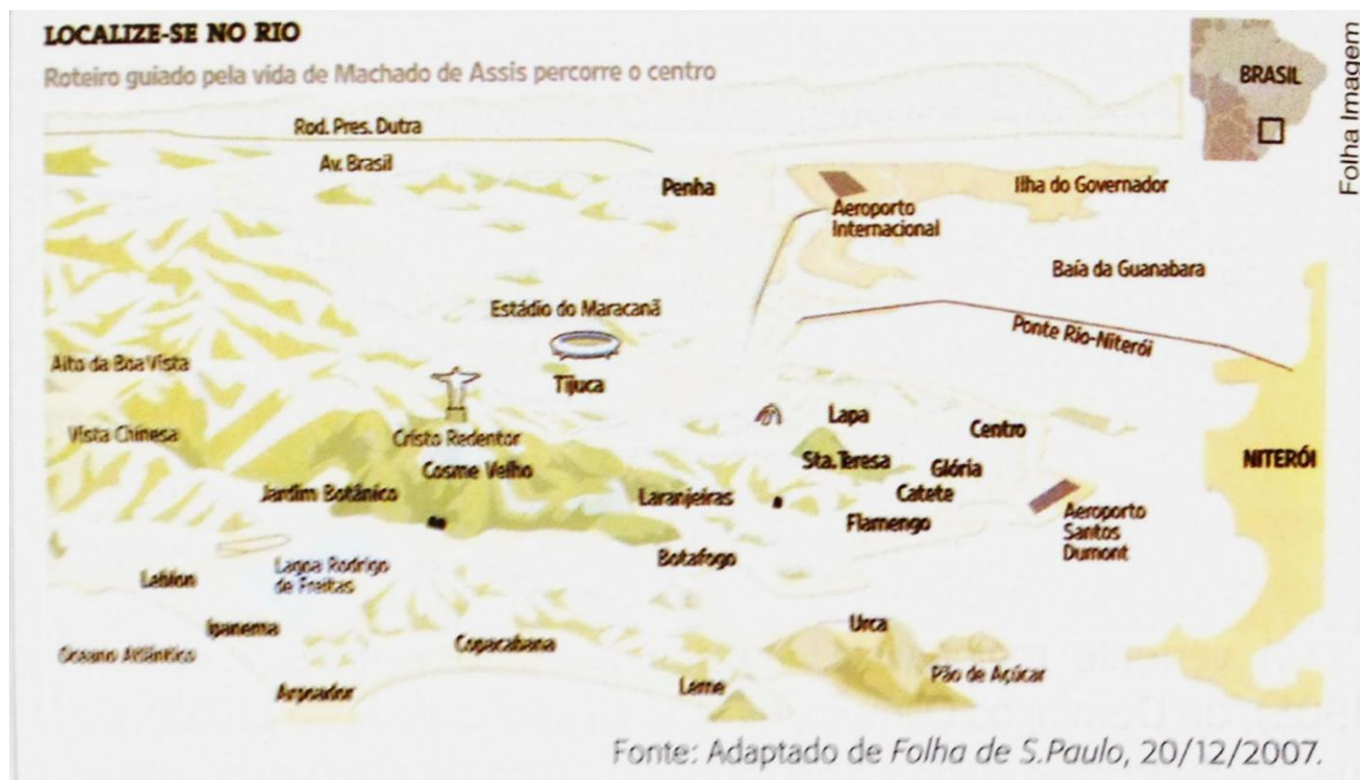 LOCALIZE-SE NO RIO
Roteiro guiado pela vida de Machado de Assis percorre o centro
BRASIL
Folha Imagem
Rod. Pres. Dutra
Av. Brasil
Penha
Ilha do Governador
Aeroporto
Internacional
Baía da Guanabara
Estádio do Maracanã
Ponte Rio-Niterói
Alto da Boa Vista
Tijuca
Lapa
Centro
Vista Chinesa
Cristo Redentor
Cosme Velho
Sta. Teresa
Glória
NITERÓI
Jardim Botânico
Laranjeiras
Catete
Flamengo
Aeroporto
Santos
Dumont
Botafogo
Lagoa Rodrigo
de Freitas
Leblon
Ipanema
Urca
Oceano Atlântico
Copacabana
Pão de Açúcar
Arpoador
Leme
Fonte: Adaptado de Folha de S.Paulo, 20/12/2007.